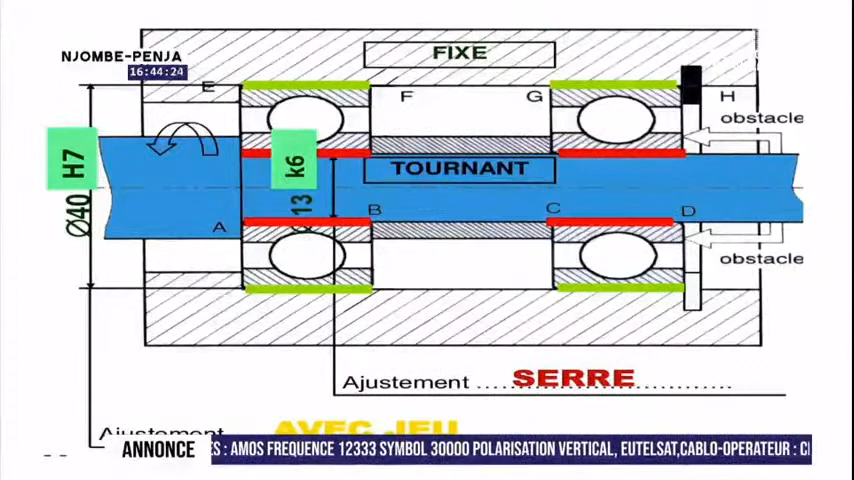 FIXE
NJOMBE-PENJA
16:44:24
E
F
G
H
obstacle
H7
k6
TOURNANT
Ø40
13
A
B
C
D
obstacle
Ajustement ................................. SERRE
Ajustement AVEC JEU
ANNONCE
: AMOS FREQUENCE 12333 SYMBOL 30000 POLARISATION VERTICAL, EUTELSAT,CABLO-OPERATEUR :